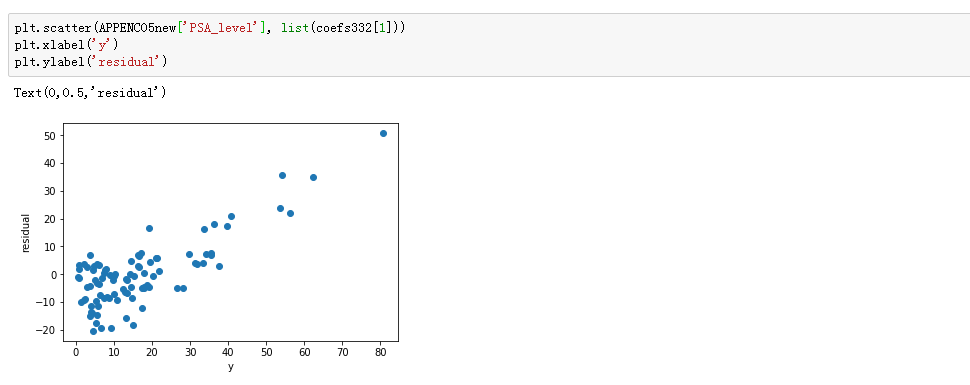 plt.scatter(APPENC05new['PSA_level'], list(coefs332[1]))
plt.xlabel('y')
plt.ylabel('residual')
Text(0,0.5,'residual')
50
40
30
20
10
0
−10
−20
residual
0 10 20 30 40 50 60 70 80
y